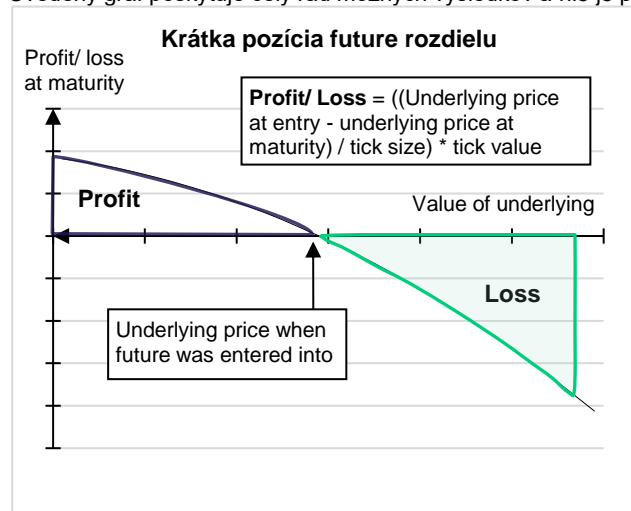 Krátka pozícia future rozdielu
Profit/ loss
at maturity
Profit/ Loss = ((Underlying price
at entry - underlying price at
maturity) / tick size) * tick value
Profit
Value of underlying
Loss
Underlying price when
future was entered into